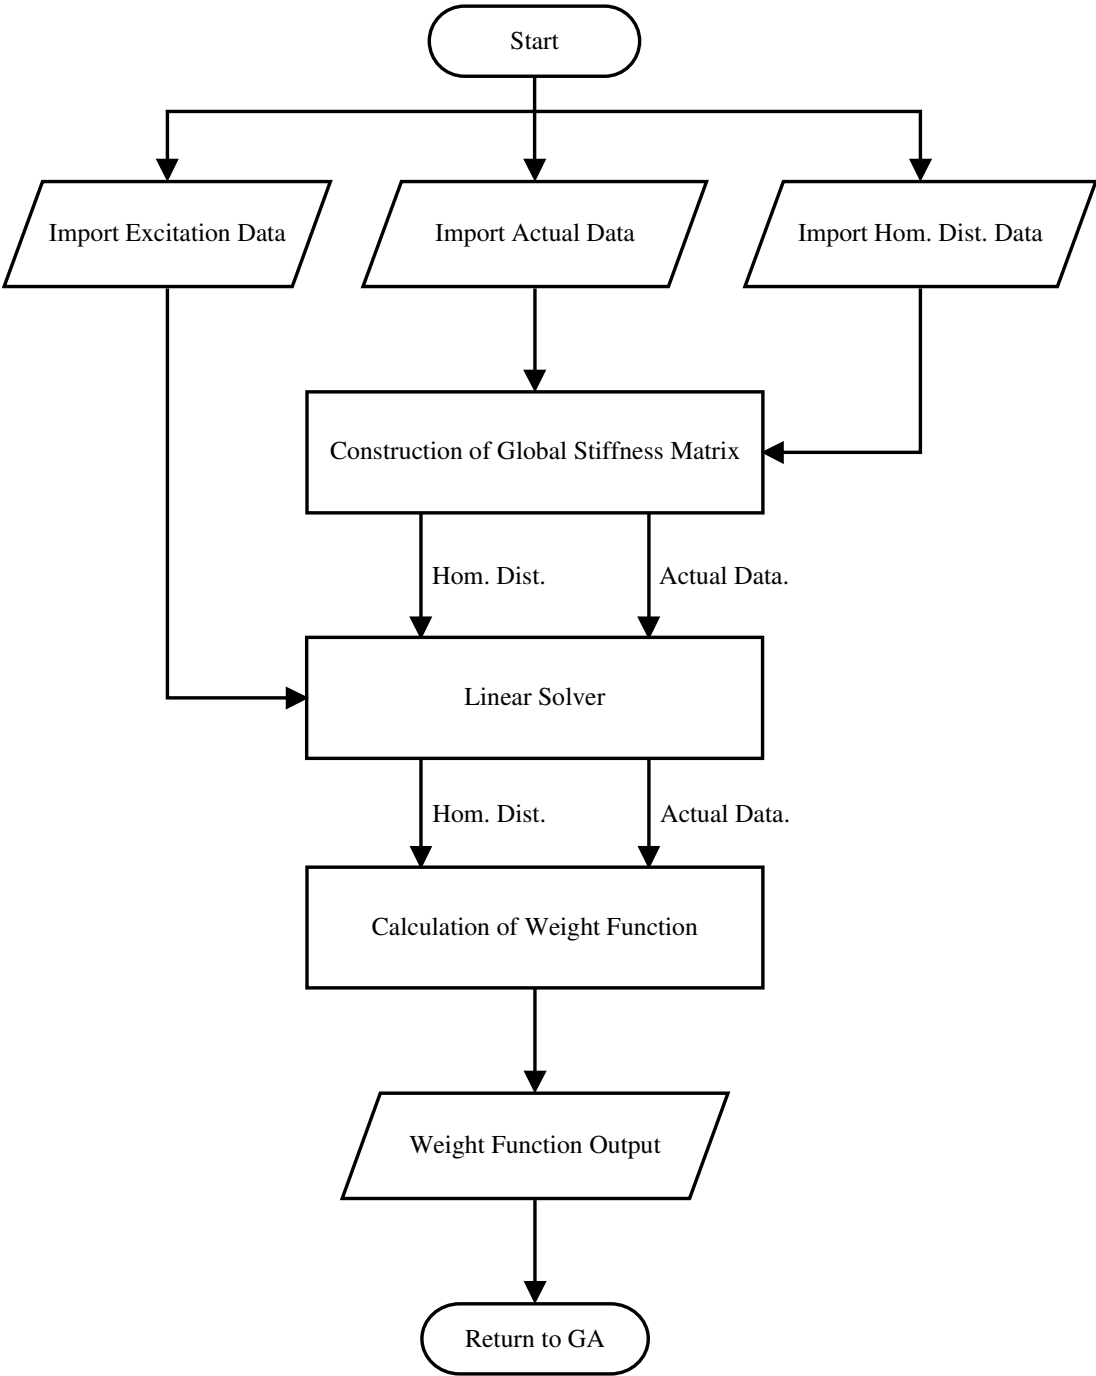 Start
Import Excitation Data
Import Actual Data
Import Hom. Dist. Data
Construction of Global Stiffness Matrix
Hom. Dist.
Actual Data.
Linear Solver
Hom. Dist.
Actual Data.
Calculation of Weight Function
Weight Function Output
Return to GA